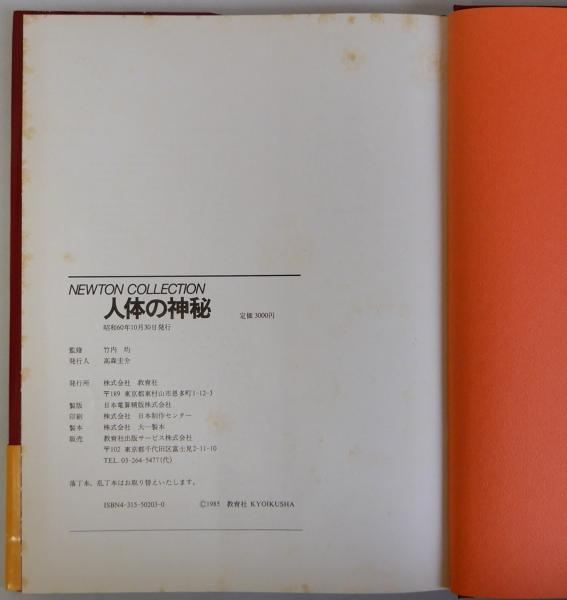 NEWTON COLLECTION
人体の神秘 定価 3000円
昭和60年10月30日発行
監修 竹内 均
発行人 高森圭介
発行所 株式会社 教育社
〒189 東京都東村山市恩多町1-12-3
製版 日本電算植版株式会社
印刷 株式会社 日本制作センター
製本 株式会社 大一製本
販売 教育社出版サービス株式会社
〒102 東京都千代田区富士見2-11-10
TEL. 03-264-5477(代)
落丁本、乱丁本はお取り替えいたします。
ISBN4-315-50203-0 ©1985 教育社 KYOIKUSHA